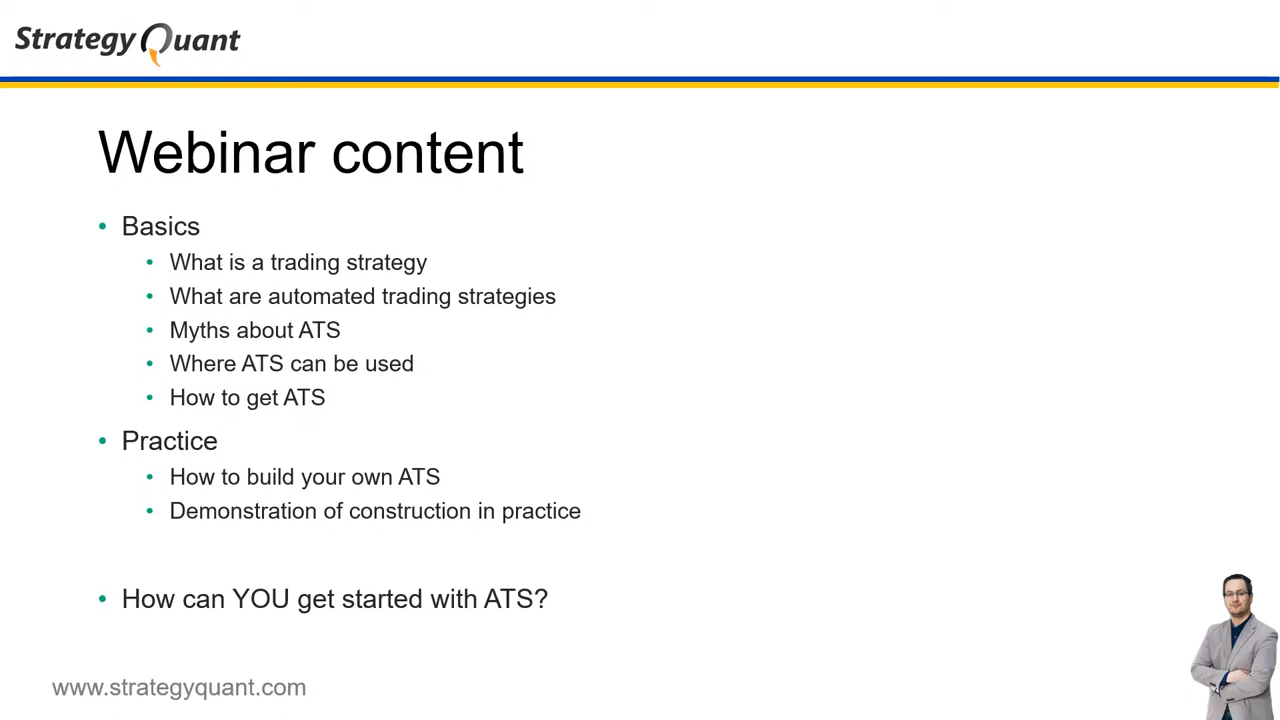 Strategy Quant
Webinar content
• Basics
• What is a trading strategy
• What are automated trading strategies
• Myths about ATS
• Where ATS can be used
• How to get ATS
• Practice
• How to build your own ATS
• Demonstration of construction in practice
• How can YOU get started with ATS?
www.strategyquant.com